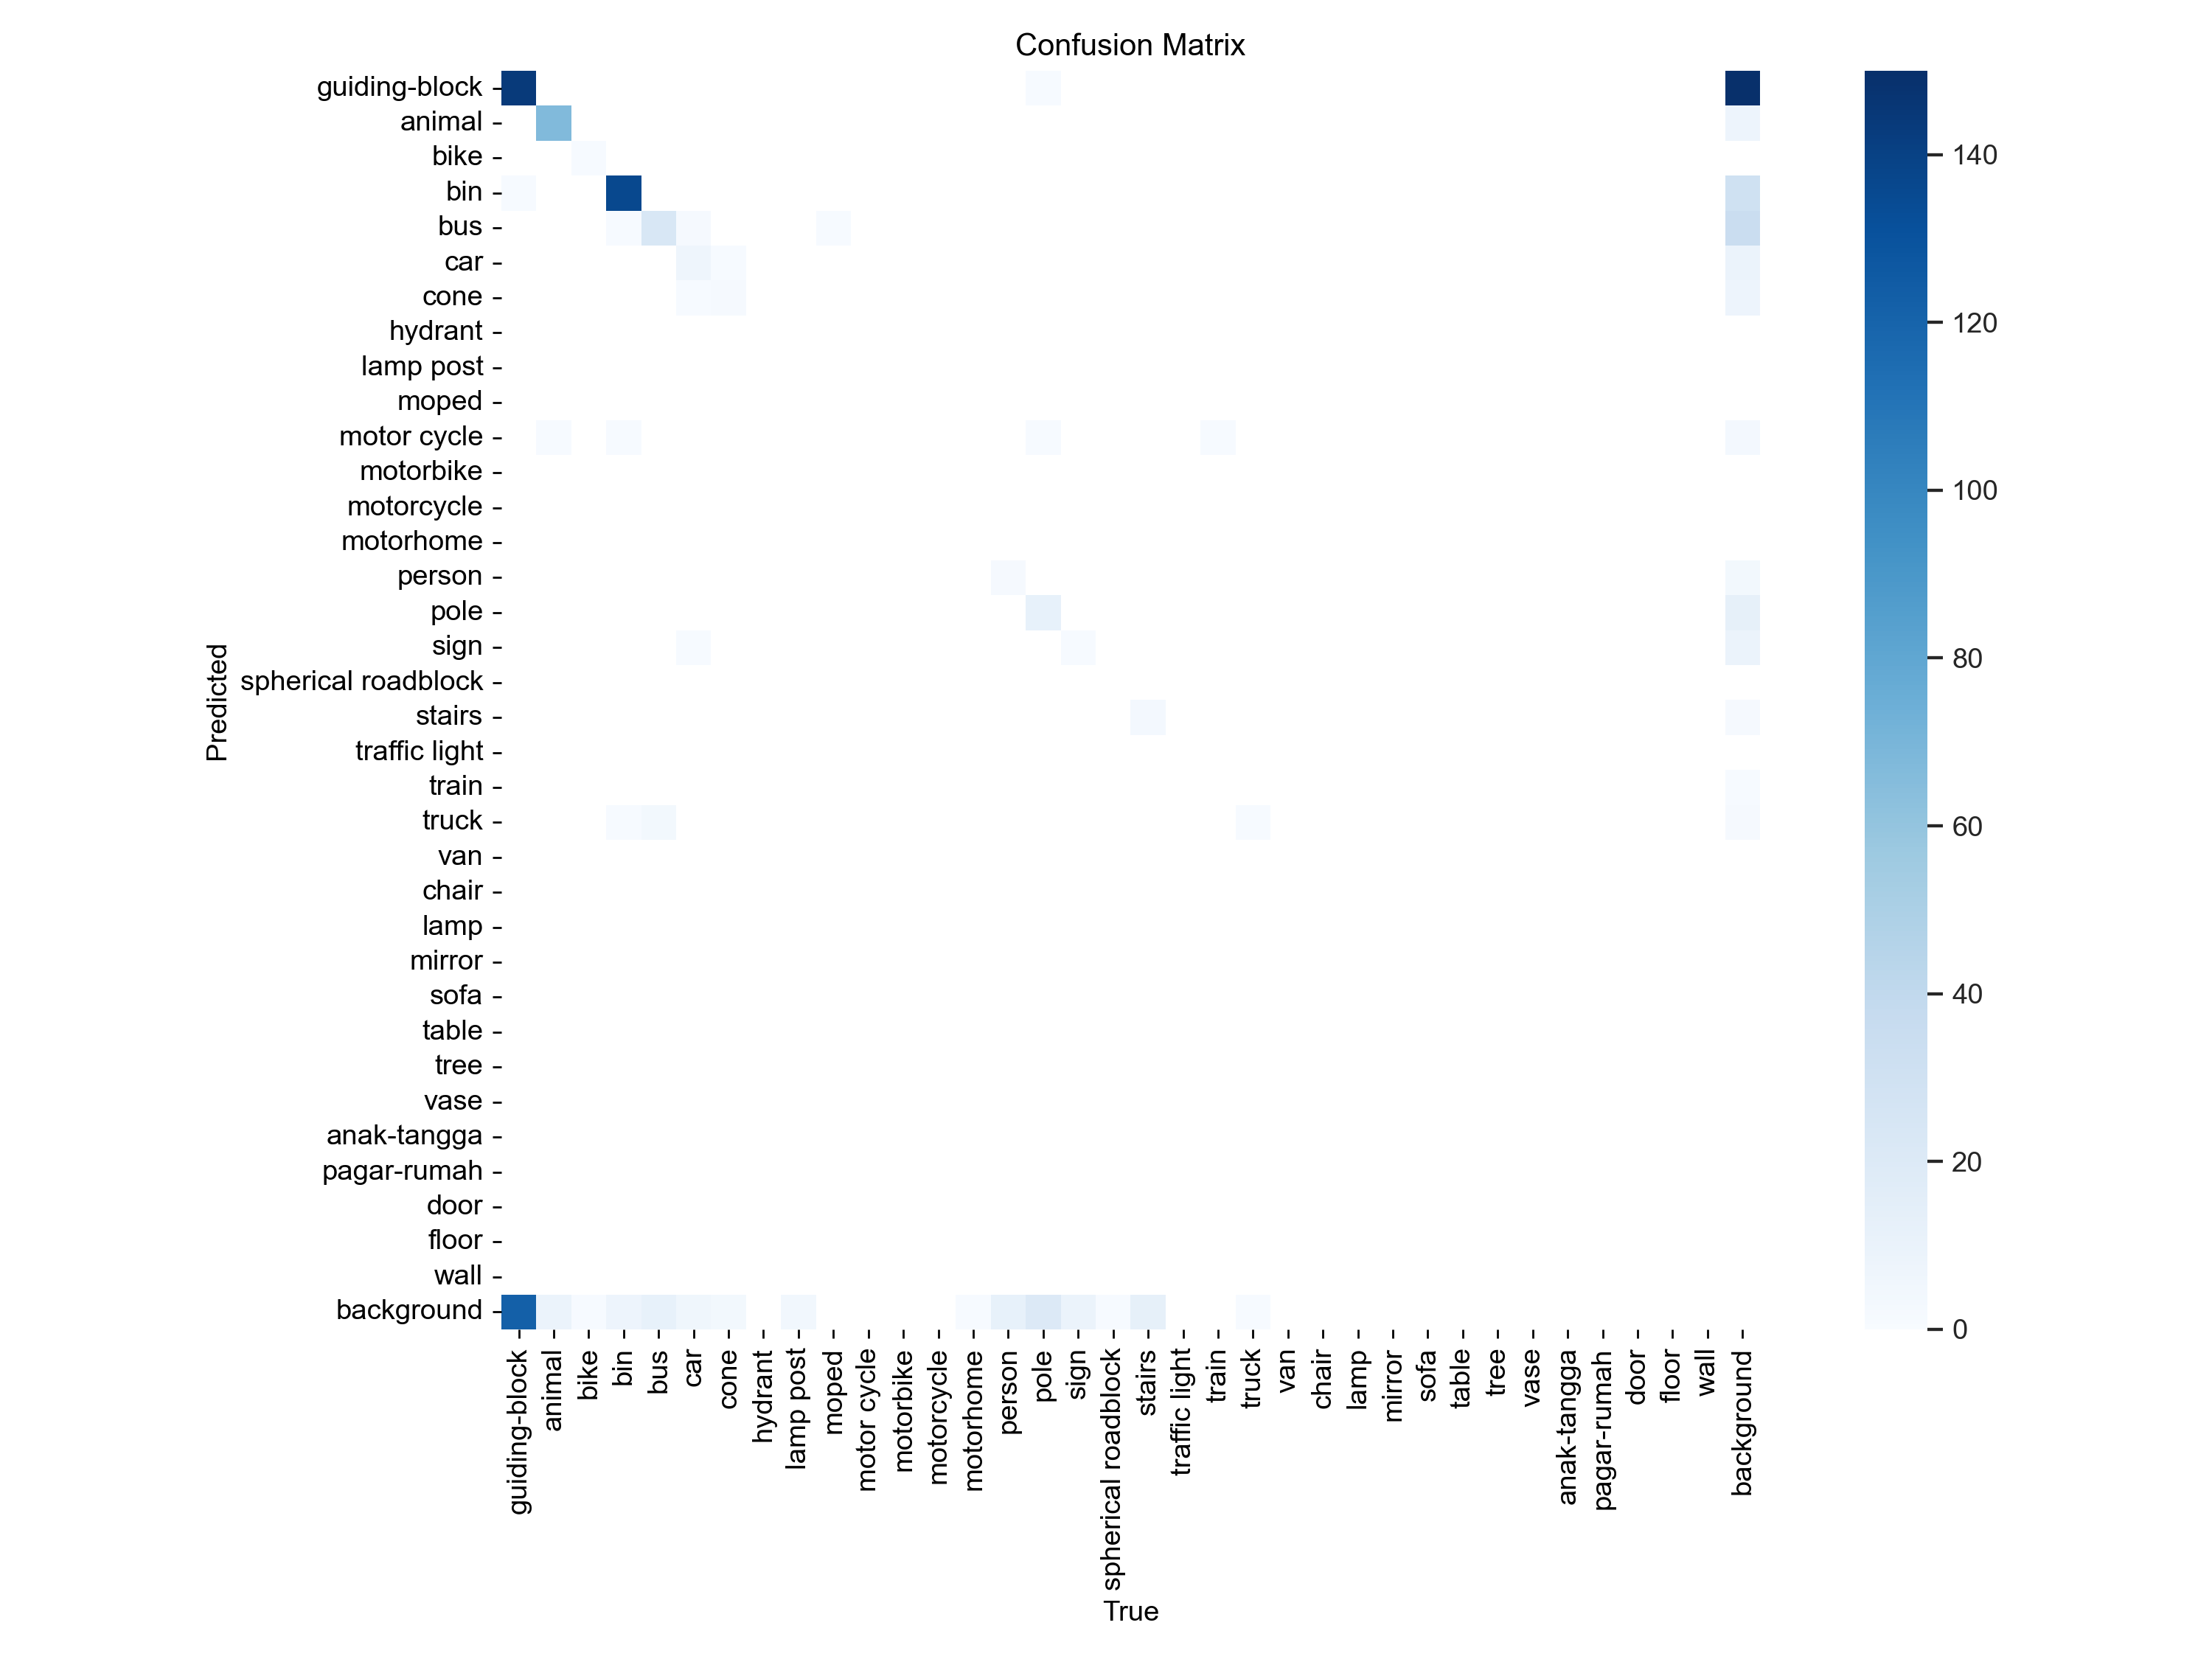 Confusion Matrix
guiding-block
animal
bike
bin
bus
car
cone
hydrant
lamp post
moped
motor cycle
motorbike
motorcycle
motorhome
person
pole
sign
spherical roadblock
stairs
traffic light
train
truck
van
chair
lamp
mirror
sofa
table
tree
vase
anak-tangga
pagar-rumah
door
floor
wall
background
Predicted
guiding-block
animal
bike
bin
bus
car
cone
hydrant
lamp post
moped
motor cycle
motorbike
motorcycle
motorhome
person
pole
sign
spherical roadblock
stairs
traffic light
train
truck
van
chair
lamp
mirror
sofa
table
tree
vase
anak-tangga
pagar-rumah
door
floor
wall
background
True
140
120
100
80
60
40
20
0